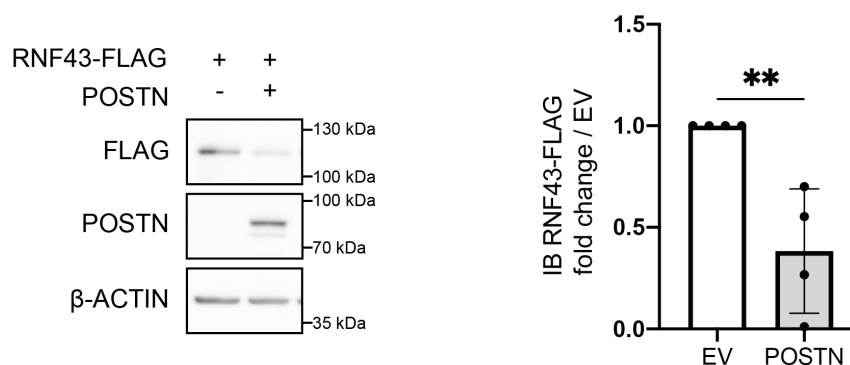 RNF43-FLAG + +
POSTN - +
FLAG
130 kDa
100 kDa
POSTN
100 kDa
70 kDa
β-ACTIN
35 kDa
IB RNF43-FLAG
fold change / EV
1.5
1.0
0.5
0.0
**
EV POSTN